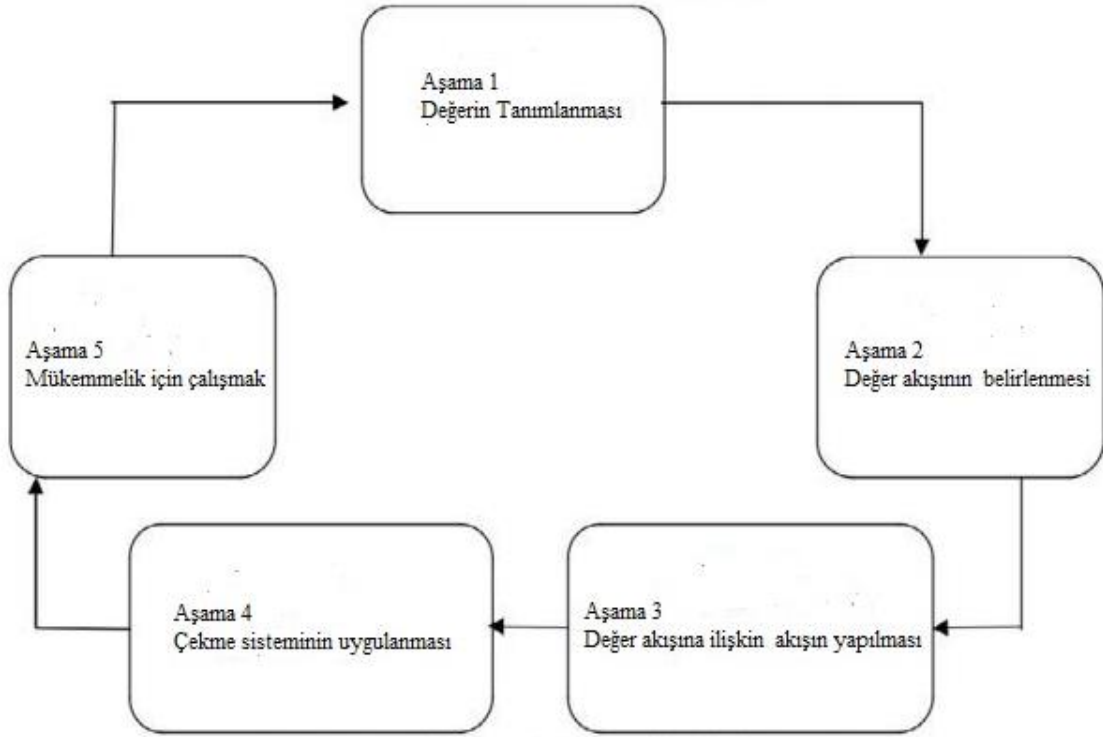 Aşama 1
Değerin Tanımlanması
Aşama 2
Değer akışının belirlenmesi
Aşama 3
Değer akışına ilişkin akışın yapılması
Aşama 4
Çekme sisteminin uygulanması
Aşama 5
Mükemmelik için çalışmak